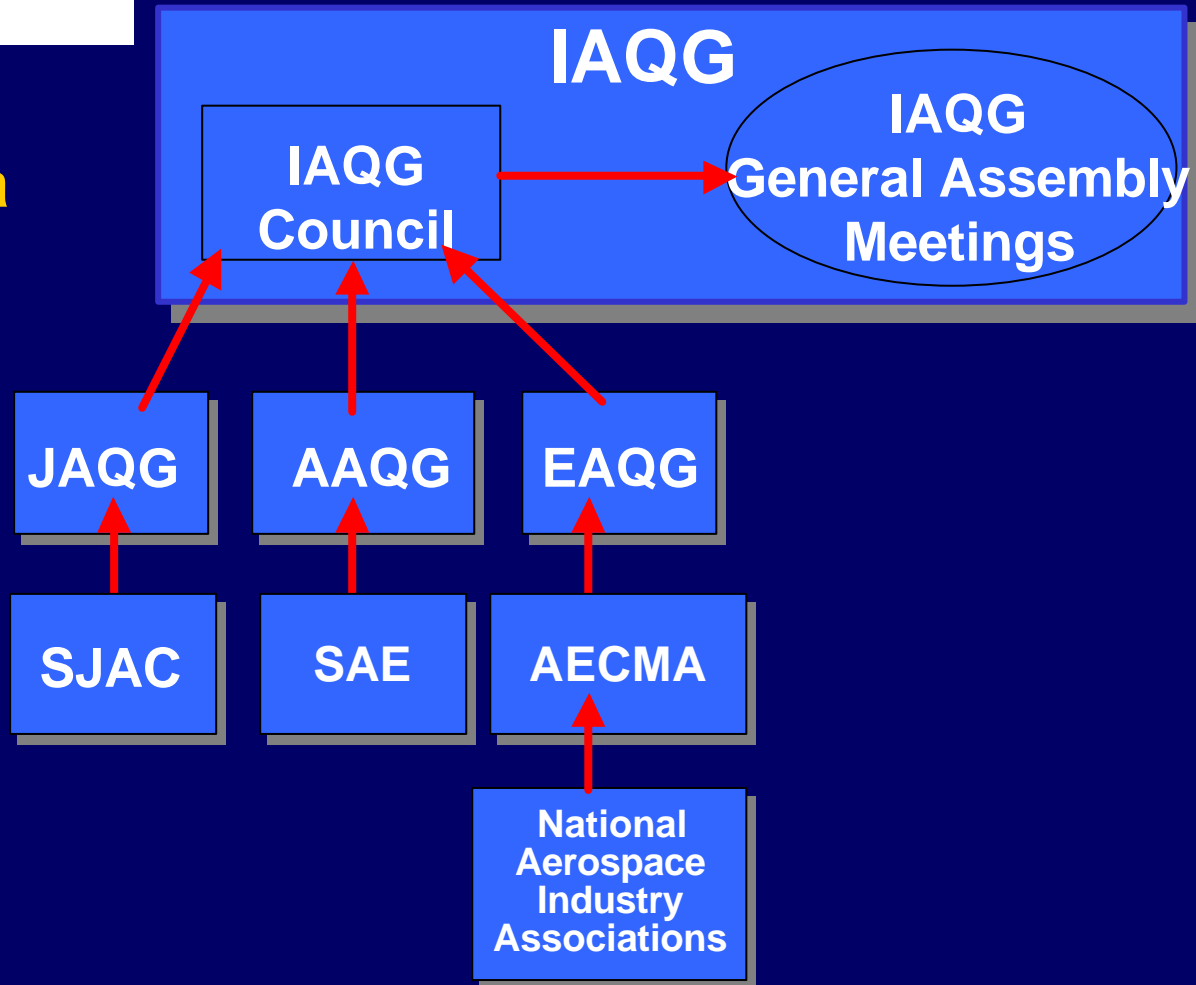 IAQG
IAQG
Council
IAQG
General Assembly
Meetings
JAQG
AAQG
EAQG
SJAC
SAE
AECMA
National
Aerospace
Industry
Associations